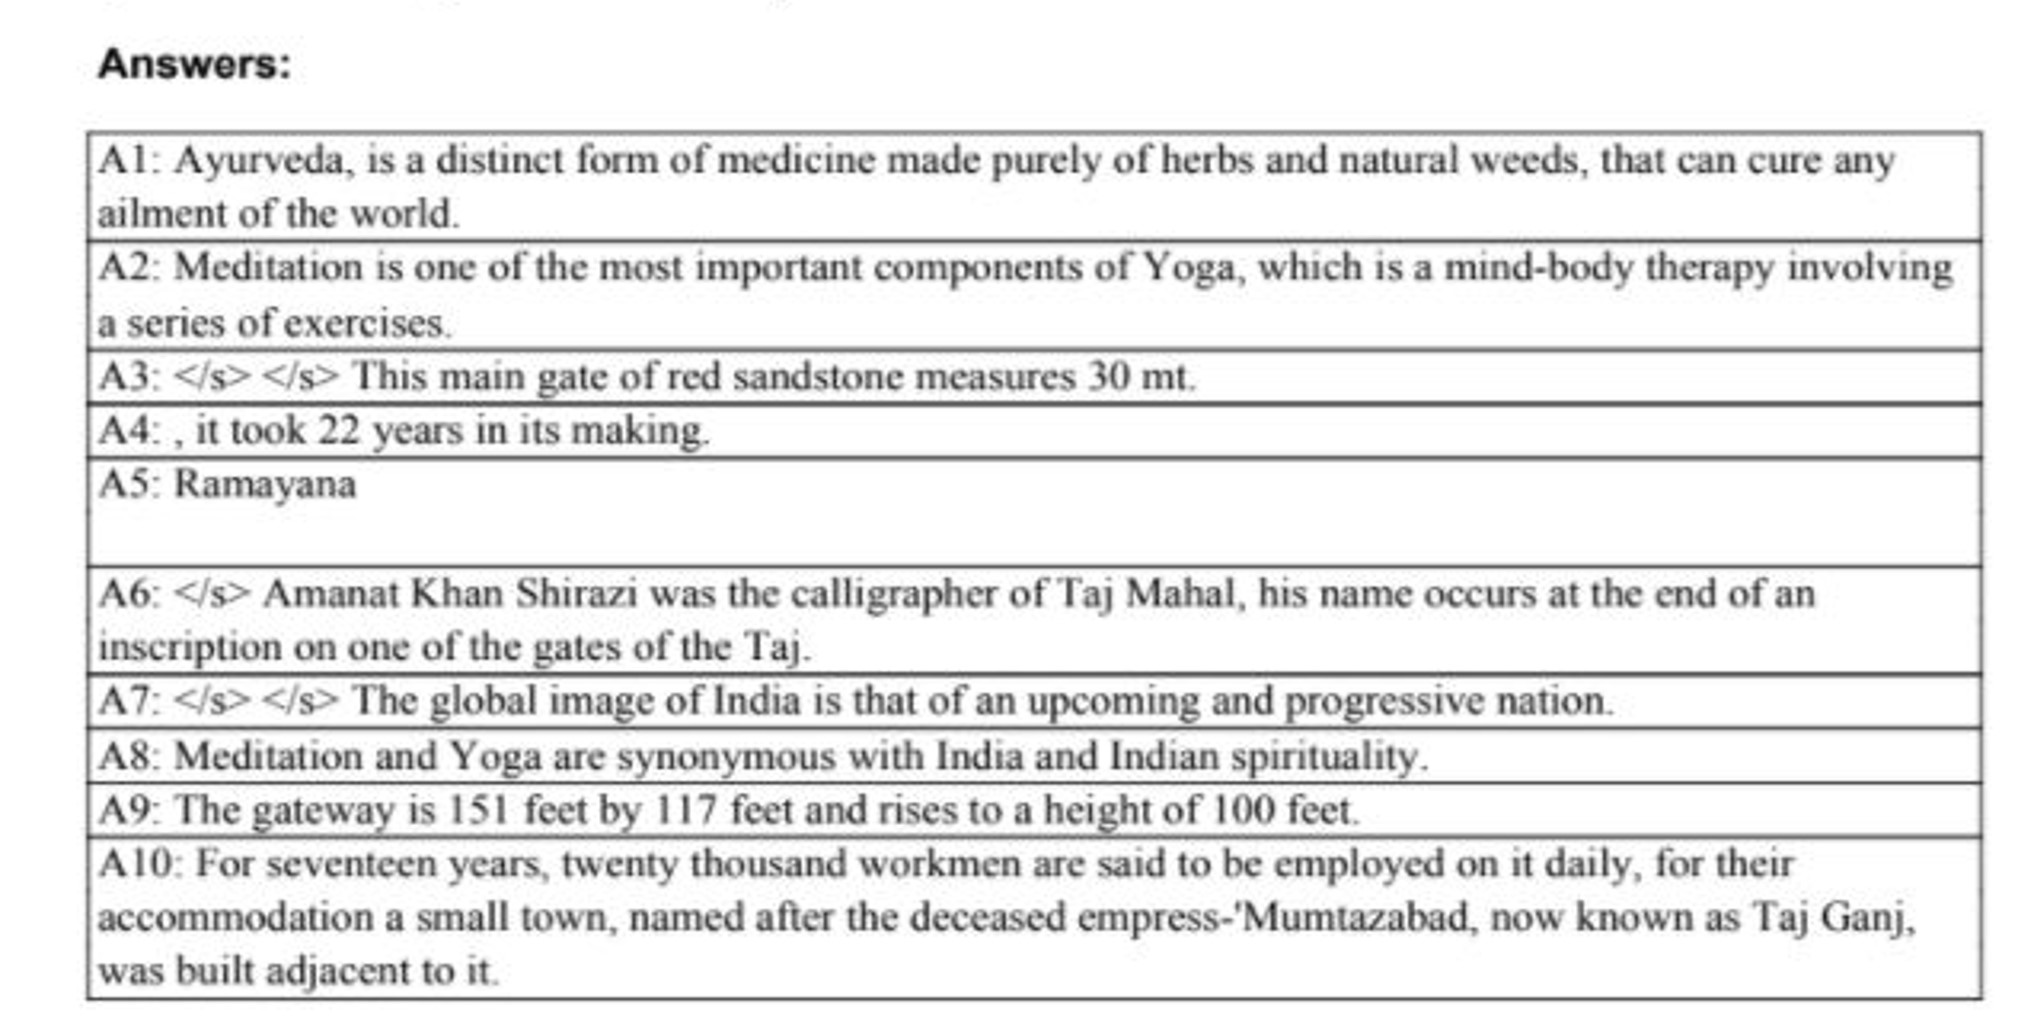 Answers:
A1: Ayurveda, is a distinct form of medicine made purely of herbs and natural weeds, that can cure any
ailment of the world.
A2: Meditation is one of the most important components of Yoga, which is a mind-body therapy involving
a series of exercises.
A3: </s> </s> This main gate of red sandstone measures 30 mt.
A4: , it took 22 years in its making.
A5: Ramayana
A6: </s> Amanat Khan Shirazi was the calligrapher of Taj Mahal, his name occurs at the end of an
inscription on one of the gates of the Taj.
A7: </s> </s> The global image of India is that of an upcoming and progressive nation.
A8: Meditation and Yoga are synonymous with India and Indian spirituality.
A9: The gateway is 151 feet by 117 feet and rises to a height of 100 feet.
A10: For seventeen years, twenty thousand workmen are said to be employed on it daily, for their
accommodation a small town, named after the deceased empress-'Mumtazabad, now known as Taj Ganj,
was built adjacent to it.